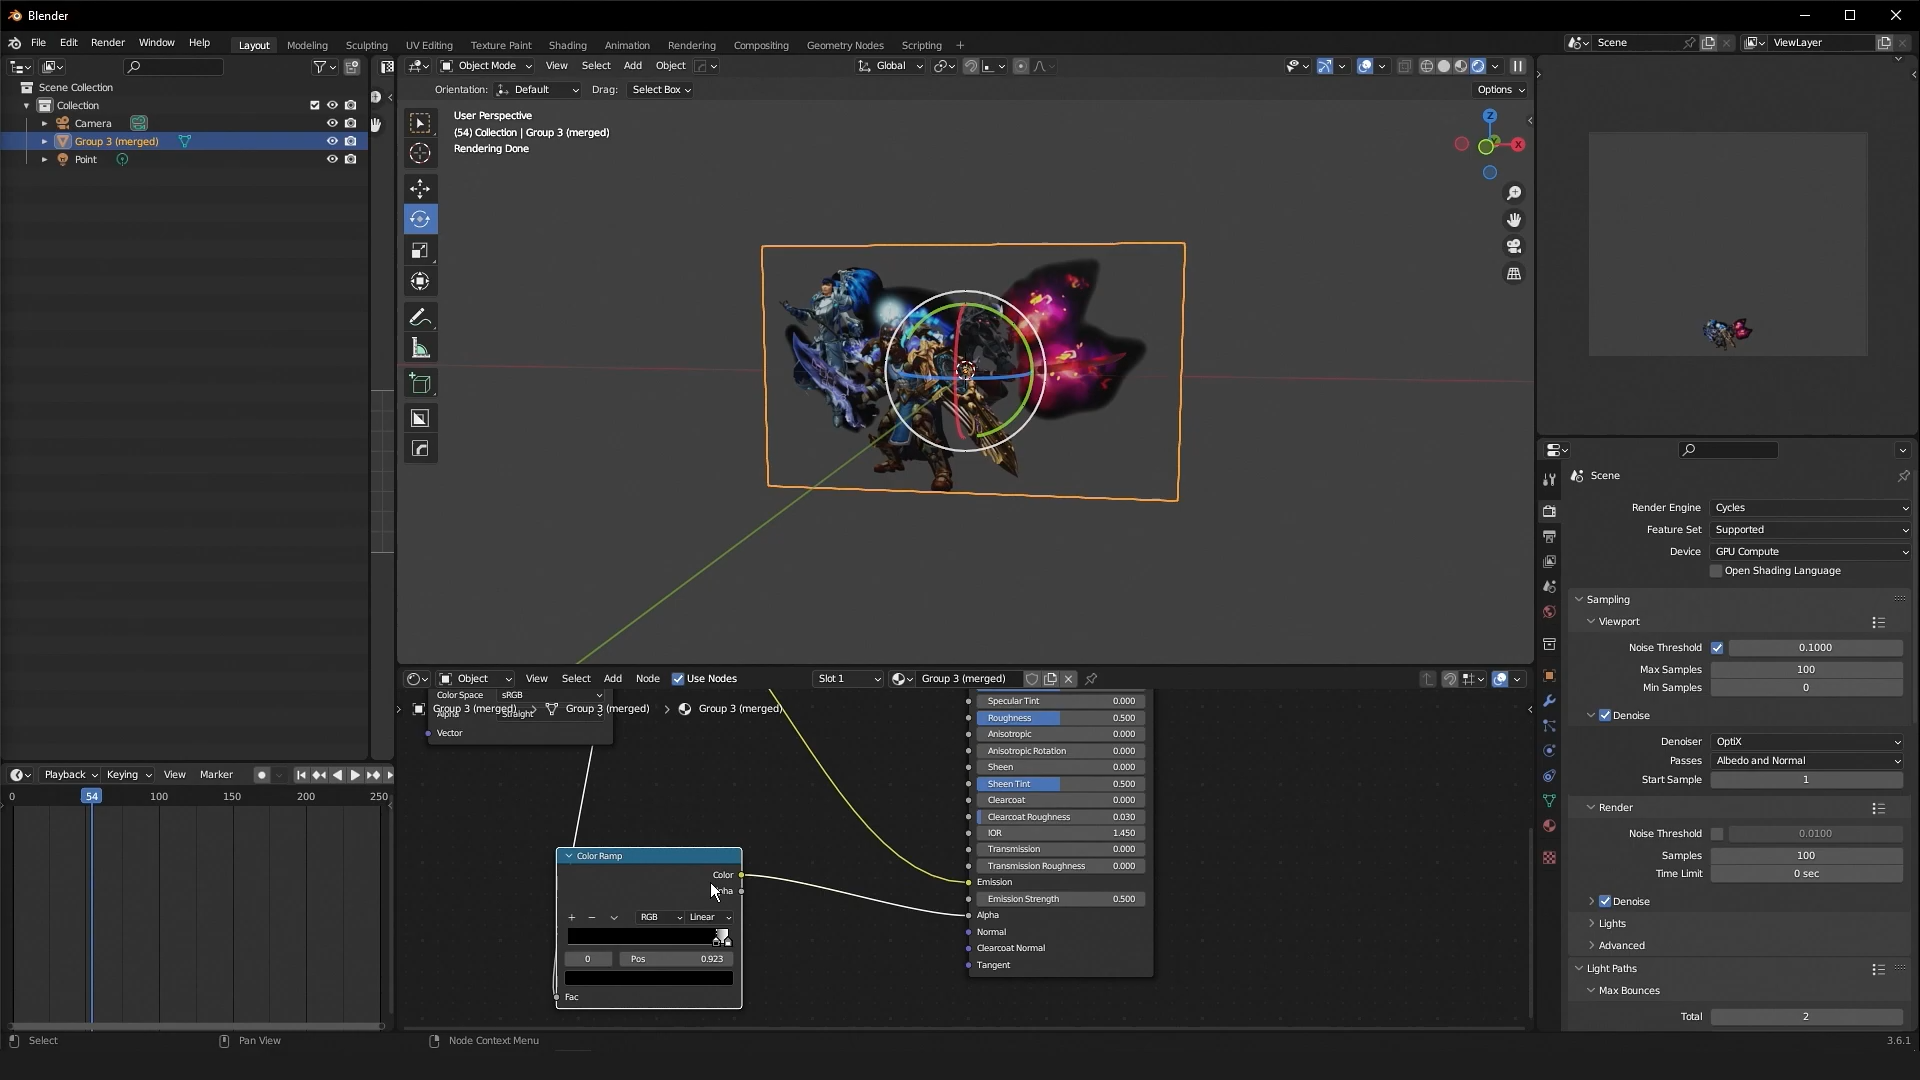 Blender
File Edit Render Window Help
Layout Modeling Sculpting UV Editing Texture Paint Shading Animation Rendering Compositing Geometry Nodes Scripting +
Scene
ViewLayer
Object Mode View Select Add Object
Global
Orientation: Default Drag: Select Box
Options
Scene Collection
Collection
Camera
Group 3 (merged)
Point
User Perspective
(54) Collection | Group 3 (merged)
Rendering Done
Z
X
Scene
Render Engine Cycles
Feature Set Supported
Device GPU Compute
Open Shading Language
Sampling
Viewport
Noise Threshold 0.1000
Max Samples 100
Min Samples 0
Denoise
Denoiser OptiX
Passes Albedo and Normal
Start Sample 1
Render
Noise Threshold 0.0100
Samples 100
Time Limit 0 sec
Denoise
Lights
Advanced
Light Paths
Max Bounces
Total 2
Object View Select Add Node Use Nodes Slot 1 Group 3 (merged)
Color Space sRGB
Group 3 (merged) > Group 3 (merged) > Group 3 (merged)
Alpha Straight
Vector
Specular Tint 0.000
Roughness 0.500
Anisotropic 0.000
Anisotropic Rotation 0.000
Sheen 0.000
Sheen Tint 0.500
Clearcoat 0.000
Clearcoat Roughness 0.030
IOR 1.450
Transmission 0.000
Transmission Roughness 0.000
Emission
Emission Strength 0.500
Alpha
Normal
Clearcoat Normal
Tangent
Color Ramp
Color
+ − RGB Linear
0 Pos 0.923
Fac
Playback Keying View Marker
0 54 100 150 200 250
Select Pan View Node Context Menu
3.6.1